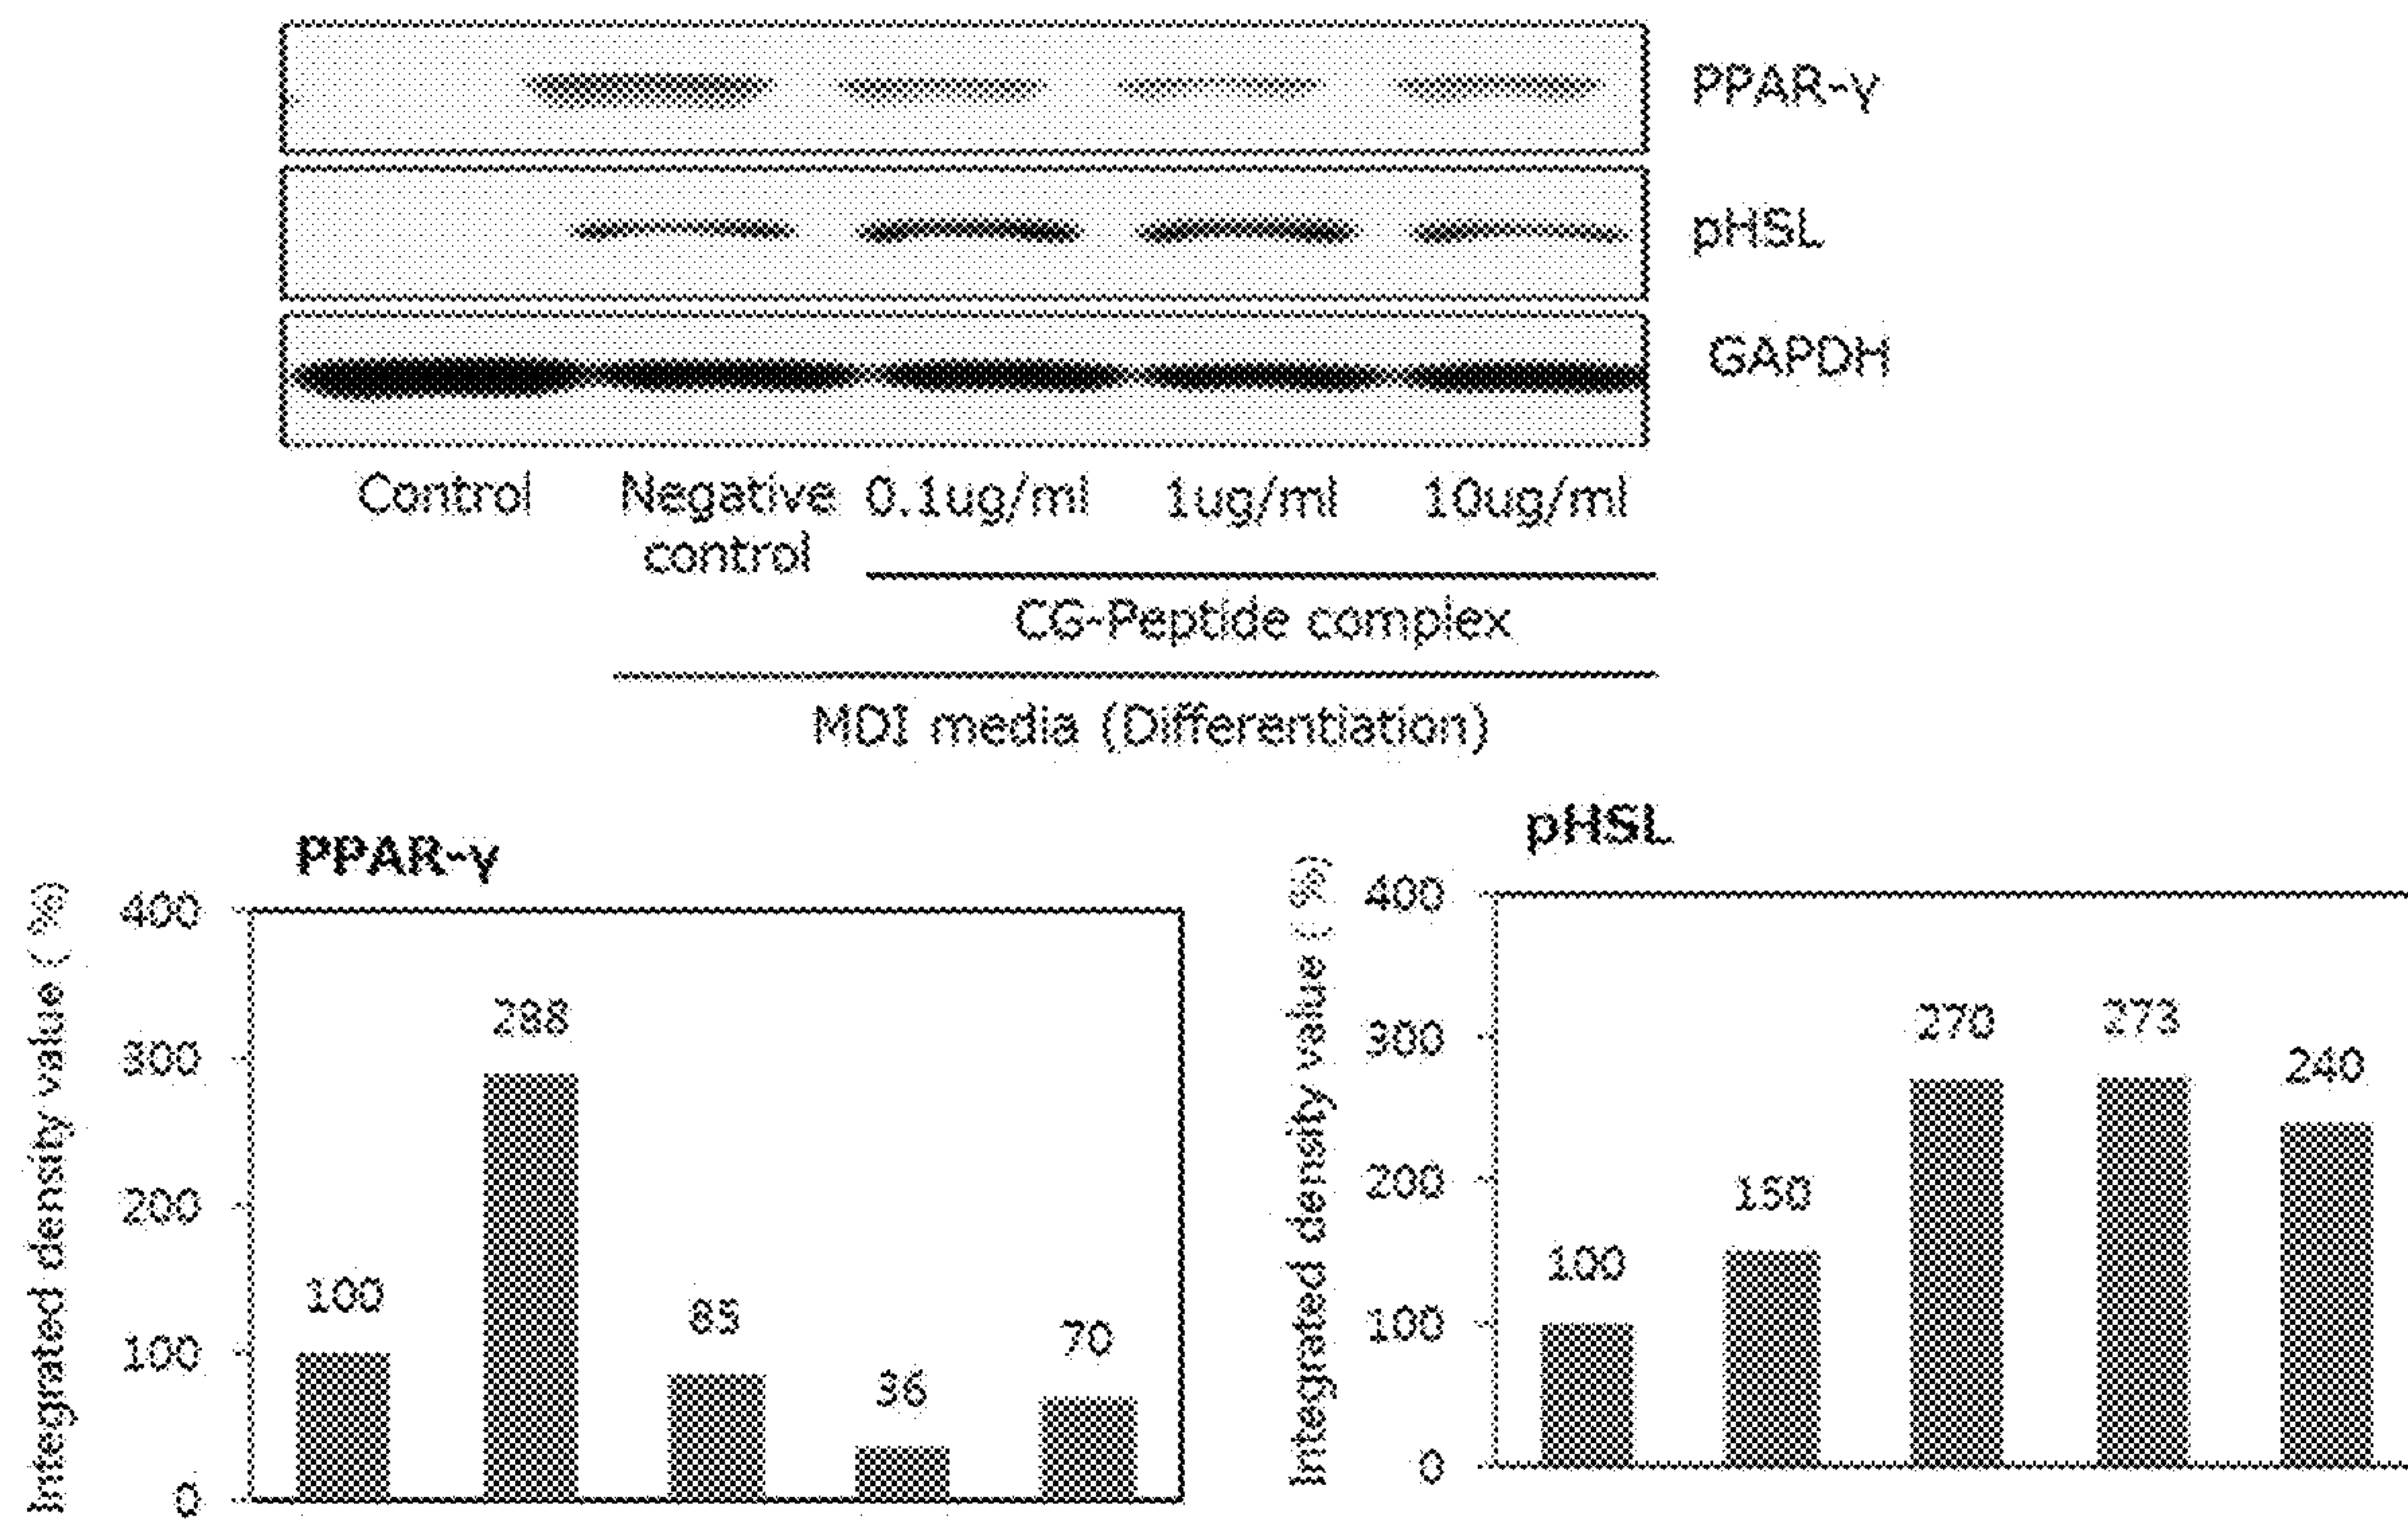 PPAR-γ
pHSL
GAPDH
Control Negative control 0.1ug/ml 1ug/ml 10ug/ml
CG-Peptide complex
MDI media (Differentiation)
PPAR-γ
Integrated density value ( %)
400
300
200
100
0
100
288
85
36
70
pHSL
Integrated density value ( %)
400
300
200
100
0
100
150
270
273
240